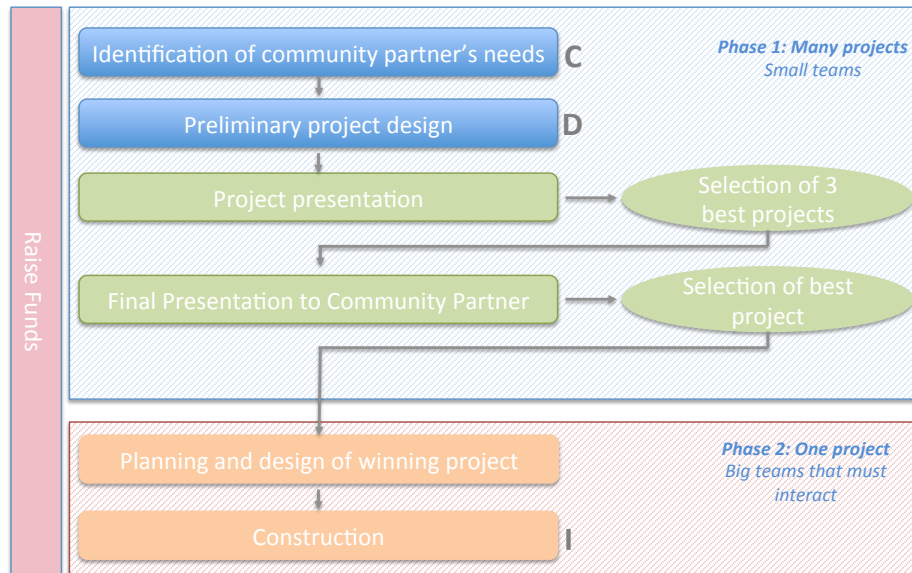 Raise Funds
Identification of community partner's needs
C
Phase 1: Many projects
Small teams
Preliminary project design
D
Project presentation
Selection of 3
best projects
Final Presentation to Community Partner
Selection of best
project
Planning and design of winning project
Phase 2: One project
Big teams that must
interact
Construction
I